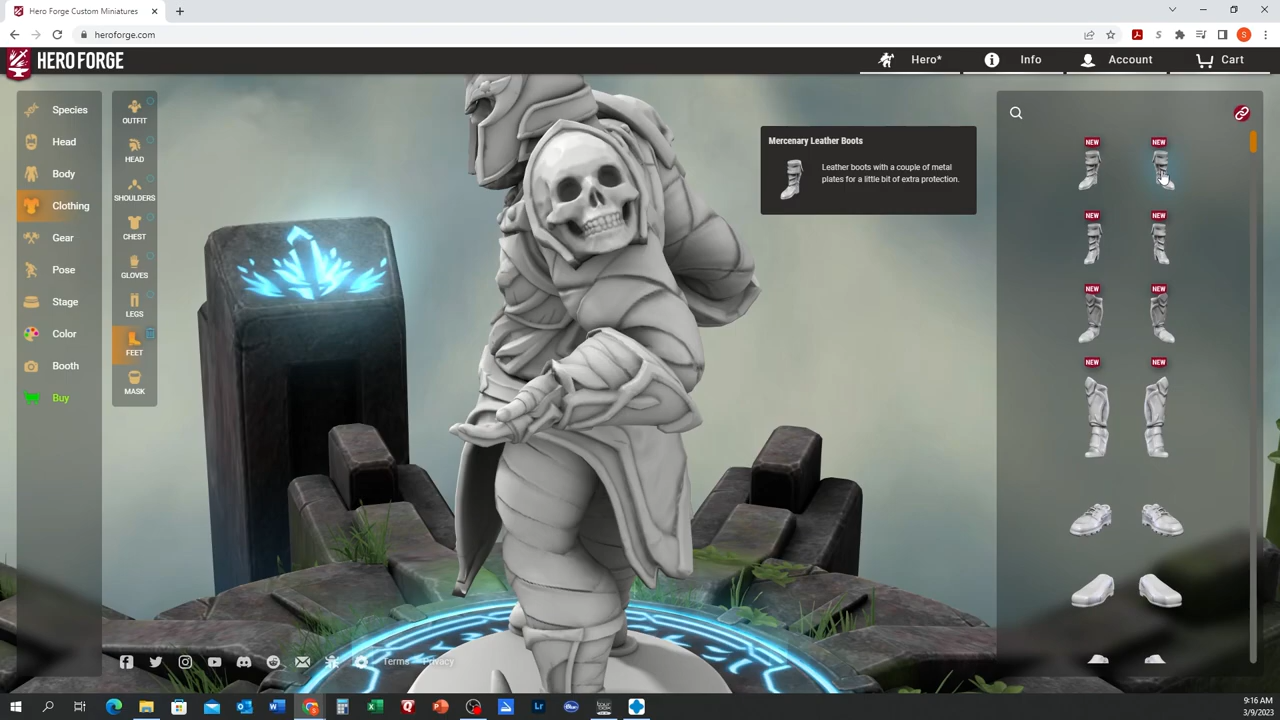 Hero Forge Custom Miniatures
heroforge.com
HERO FORGE
Hero*
Info
Account
Cart
Species
Head
Body
Clothing
Gear
Pose
Stage
Color
Booth
Buy
OUTFIT
HEAD
SHOULDERS
CHEST
GLOVES
LEGS
FEET
MASK
Mercenary Leather Boots
Leather boots with a couple of metal
plates for a little bit of extra protection.
NEW NEW
NEW NEW
NEW NEW
NEW NEW
Terms Privacy
9:16 AM
3/9/2023